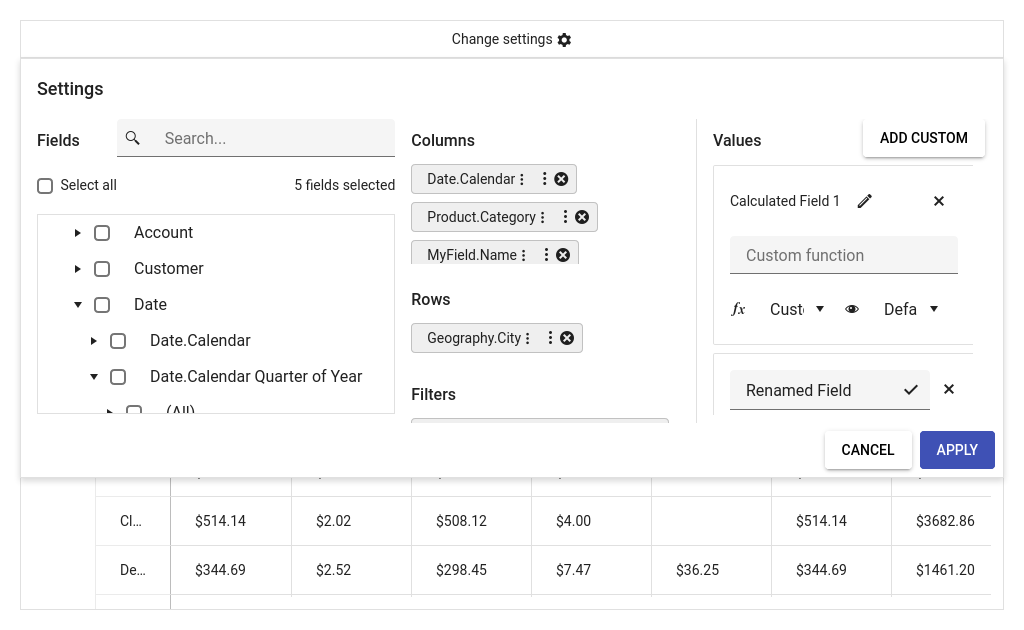 Change settings
Settings
Fields
Search...
Select all
5 fields selected
Account
Customer
Date
Date.Calendar
Date.Calendar Quarter of Year
(All)
Columns
Date.Calendar
Product.Category
MyField.Name
Rows
Geography.City
Filters
Values
ADD CUSTOM
Calculated Field 1
Custom function
fx Cust Defa
Renamed Field
CANCEL APPLY
Cl... $514.14 $2.02 $508.12 $4.00 $514.14 $3682.86
De... $344.69 $2.52 $298.45 $7.47 $36.25 $344.69 $1461.20